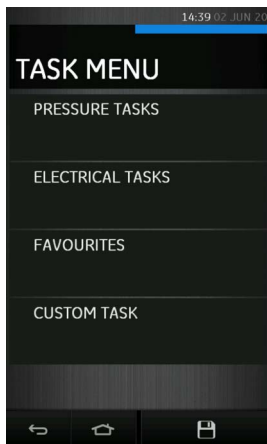 14:39 02 JUN 20
TASK MENU
PRESSURE TASKS
ELECTRICAL TASKS
FAVOURITES
CUSTOM TASK